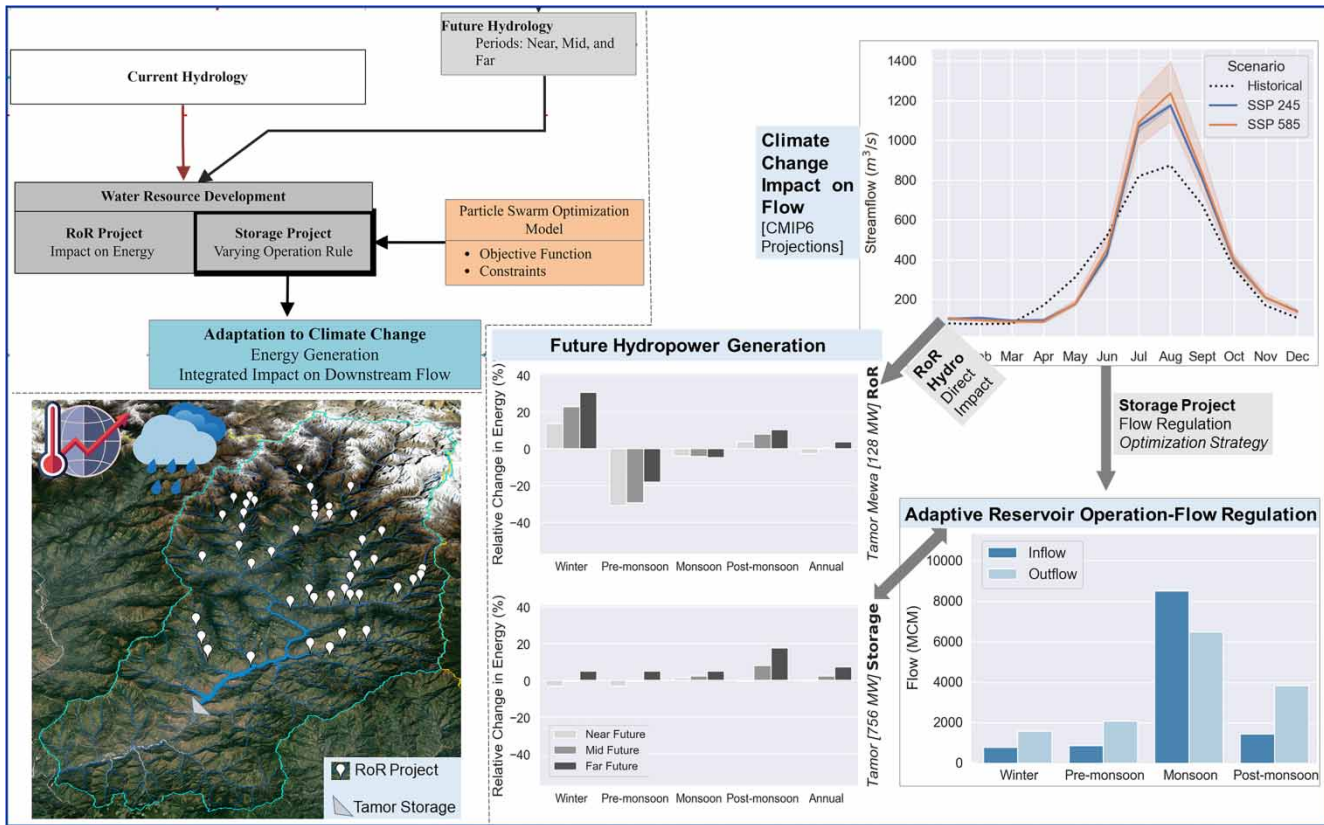 Future Hydrology
Periods: Near, Mid, and
Far
Current Hydrology
Water Resource Development
RoR Project
Impact on Energy
Storage Project
Varying Operation Rule
Particle Swarm Optimization
Model
• Objective Function
• Constraints
Adaptation to Climate Change
Energy Generation
Integrated Impact on Downstream Flow
Climate
Change
Impact on
Flow
[CMIP6
Projections]
Streamflow (m³/s)
1400
1200
1000
800
600
400
200
Scenario
Historical
SSP 245
SSP 585
Mar Apr May Jun Jul Aug Sept Oct Nov Dec
RoR
Hydro
Direct
Impact
Storage Project
Flow Regulation
Optimization Strategy
Future Hydropower Generation
Relative Change in Energy (%)
40
20
0
−20
−40
Winter Pre-monsoon Monsoon Post-monsoon Annual
Tamor Mewa [128 MW] RoR
Relative Change in Energy (%)
40
20
0
−20
−40
Near Future
Mid Future
Far Future
Winter Pre-monsoon Monsoon Post-monsoon Annual
Tamor [756 MW] Storage
Adaptive Reservoir Operation-Flow Regulation
Flow (MCM)
10000
8000
6000
4000
2000
0
Inflow
Outflow
Winter Pre-monsoon Monsoon Post-monsoon
RoR Project
Tamor Storage